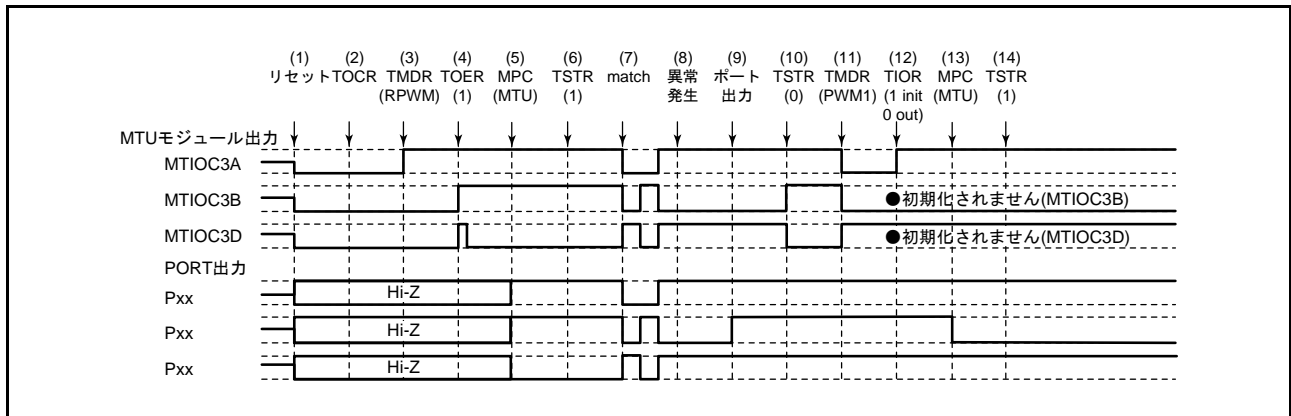 (1) (2) (3) (4) (5) (6) (7) (8) (9) (10) (11) (12) (13) (14)
リセット TOCR TMDR TOER MPC TSTR match 異常 ポート TSTR TMDR TIOR MPC TSTR
(RPWM) (1) (MTU) (1) 発生 出力 (0) (PWM1) (1 init (MTU) (1)
0 out)
MTUモジュール出力
MTIOC3A
MTIOC3B ●初期化されません(MTIOC3B)
MTIOC3D ●初期化されません(MTIOC3D)
PORT出力
Pxx Hi-Z
Pxx Hi-Z
Pxx Hi-Z